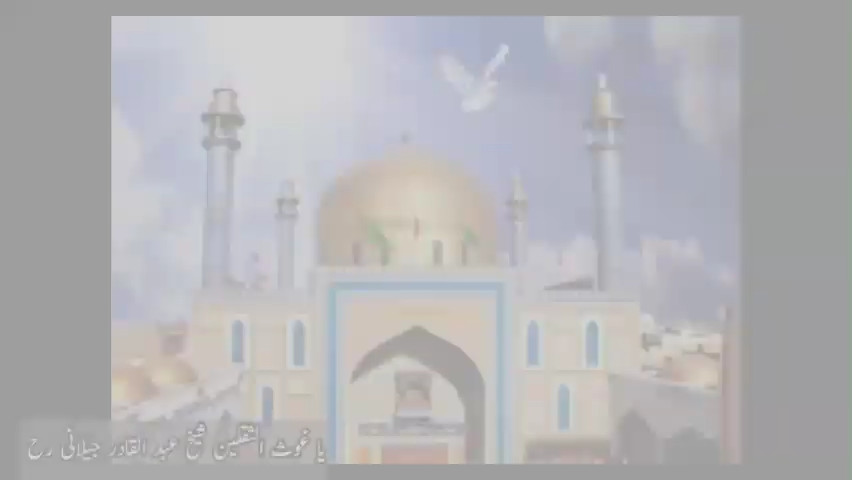 یا غوث الثقلین شیخ عبد القادر جیلانی رح